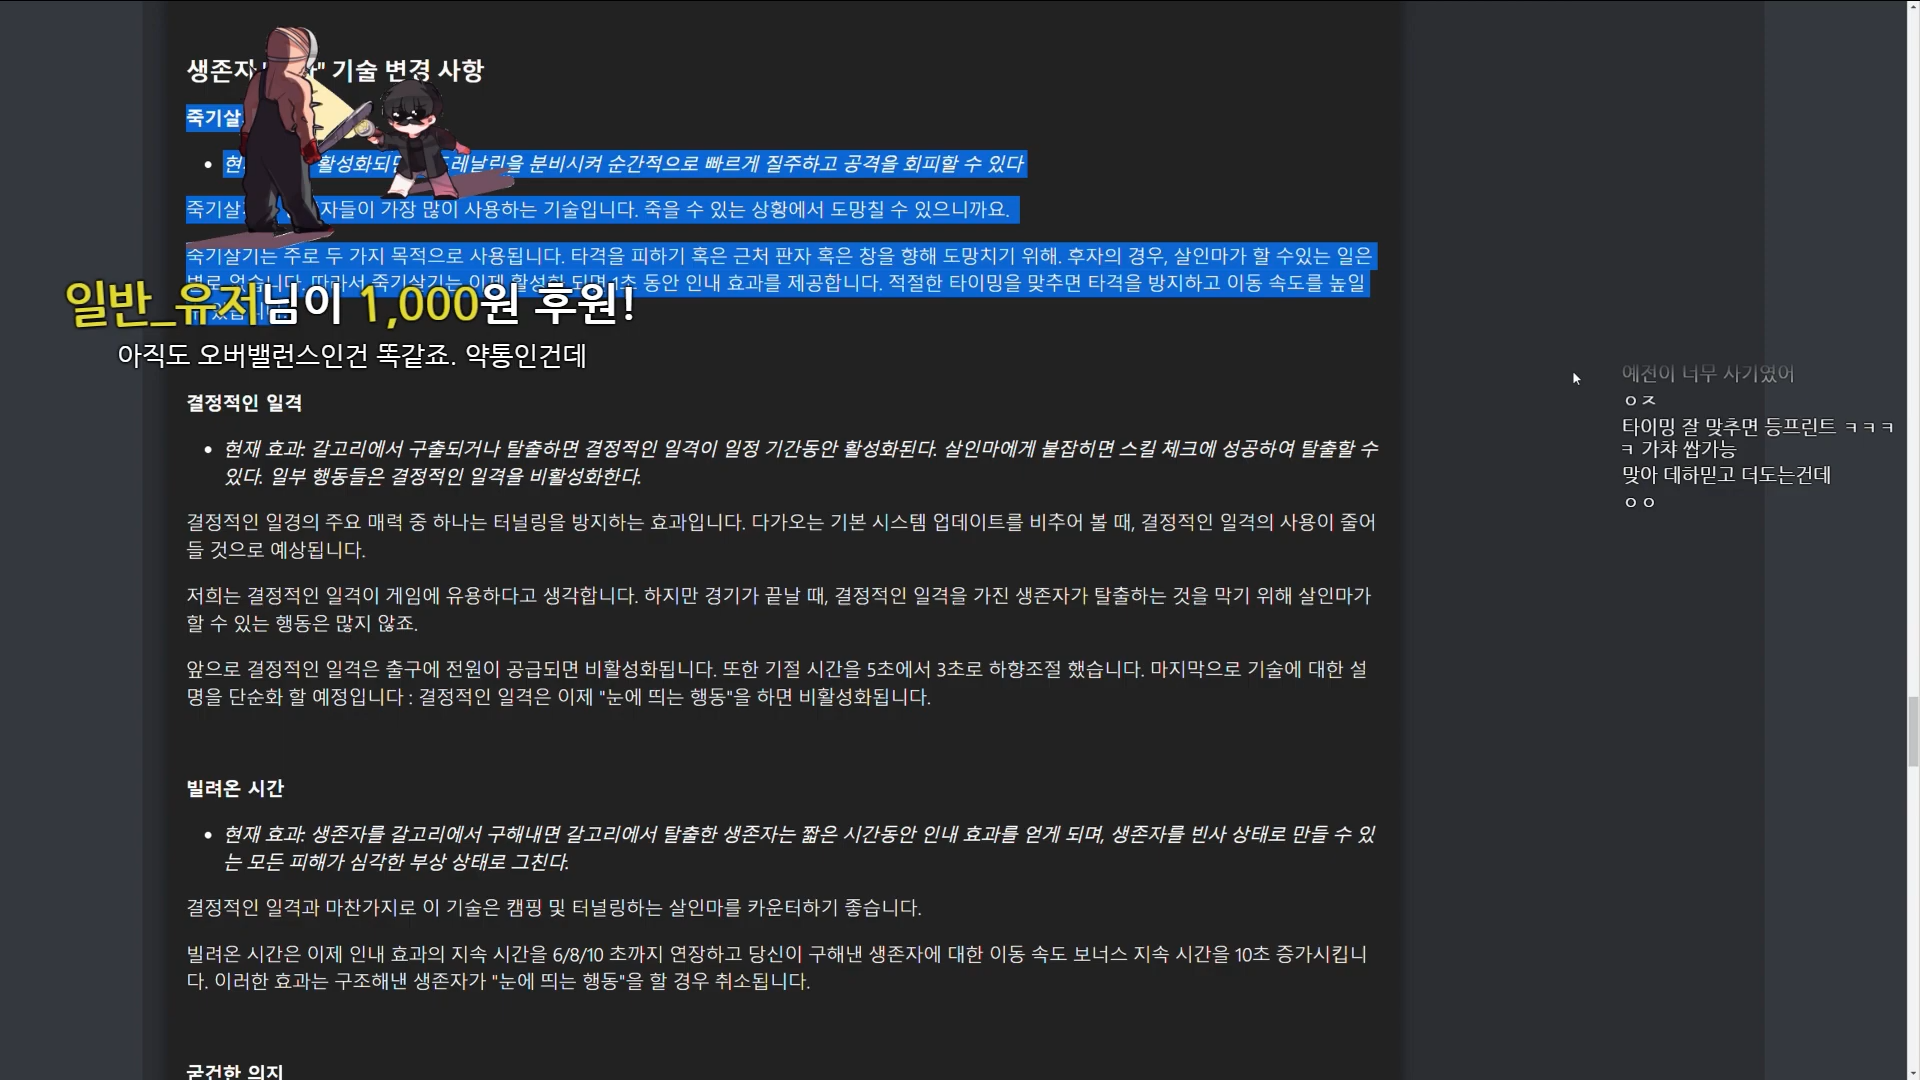 생존자 " " 기술 변경 사항
죽기살
현 활성화되면 드레날린을 분비시켜 순간적으로 빠르게 질주하고 공격을 회피할 수 있다
죽기살 자들이 가장 많이 사용하는 기술입니다. 죽을 수 있는 상황에서 도망칠 수 있으니까요.
죽기살기는 주로 두 가지 목적으로 사용됩니다. 타격을 피하기 혹은 근처 판자 혹은 창을 향해 도망치기 위해. 후자의 경우, 살인마가 할 수있는 일은
별로 없습니다. 따라서 죽기살기는 이제 활성화 되면 1초 동안 인내 효과를 제공합니다. 적절한 타이밍을 맞추면 타격을 방지하고 이동 속도를 높일
일반_유저님이 1,000원 후원!
아직도 오버밸런스인건 똑같죠. 약통인건데
결정적인 일격
현재 효과: 갈고리에서 구출되거나 탈출하면 결정적인 일격이 일정 기간동안 활성화된다. 살인마에게 붙잡히면 스킬 체크에 성공하여 탈출할 수
있다. 일부 행동들은 결정적인 일격을 비활성화한다.
결정적인 일경의 주요 매력 중 하나는 터널링을 방지하는 효과입니다. 다가오는 기본 시스템 업데이트를 비추어 볼 때, 결정적인 일격의 사용이 줄어
들 것으로 예상됩니다.
저희는 결정적인 일격이 게임에 유용하다고 생각합니다. 하지만 경기가 끝날 때, 결정적인 일격을 가진 생존자가 탈출하는 것을 막기 위해 살인마가
할 수 있는 행동은 많지 않죠.
앞으로 결정적인 일격은 출구에 전원이 공급되면 비활성화됩니다. 또한 기절 시간을 5초에서 3초로 하향조절 했습니다. 마지막으로 기술에 대한 설
명을 단순화 할 예정입니다 : 결정적인 일격은 이제 "눈에 띄는 행동"을 하면 비활성화됩니다.
빌려온 시간
현재 효과: 생존자를 갈고리에서 구해내면 갈고리에서 탈출한 생존자는 짧은 시간동안 인내 효과를 얻게 되며, 생존자를 빈사 상태로 만들 수 있
는 모든 피해가 심각한 부상 상태로 그친다.
결정적인 일격과 마찬가지로 이 기술은 캠핑 및 터널링하는 살인마를 카운터하기 좋습니다.
빌려온 시간은 이제 인내 효과의 지속 시간을 6/8/10 초까지 연장하고 당신이 구해낸 생존자에 대한 이동 속도 보너스 지속 시간을 10초 증가시킵니
다. 이러한 효과는 구조해낸 생존자가 "눈에 띄는 행동"을 할 경우 취소됩니다.
굳건한 의지
예전이 너무 사기였어
ㅇㅈ
타이밍 잘 맞추면 등프린트 ㅋㅋㅋ
ㅋ 가챠 쌉가능
맞아 데하믿고 더도는건데
ㅇㅇ